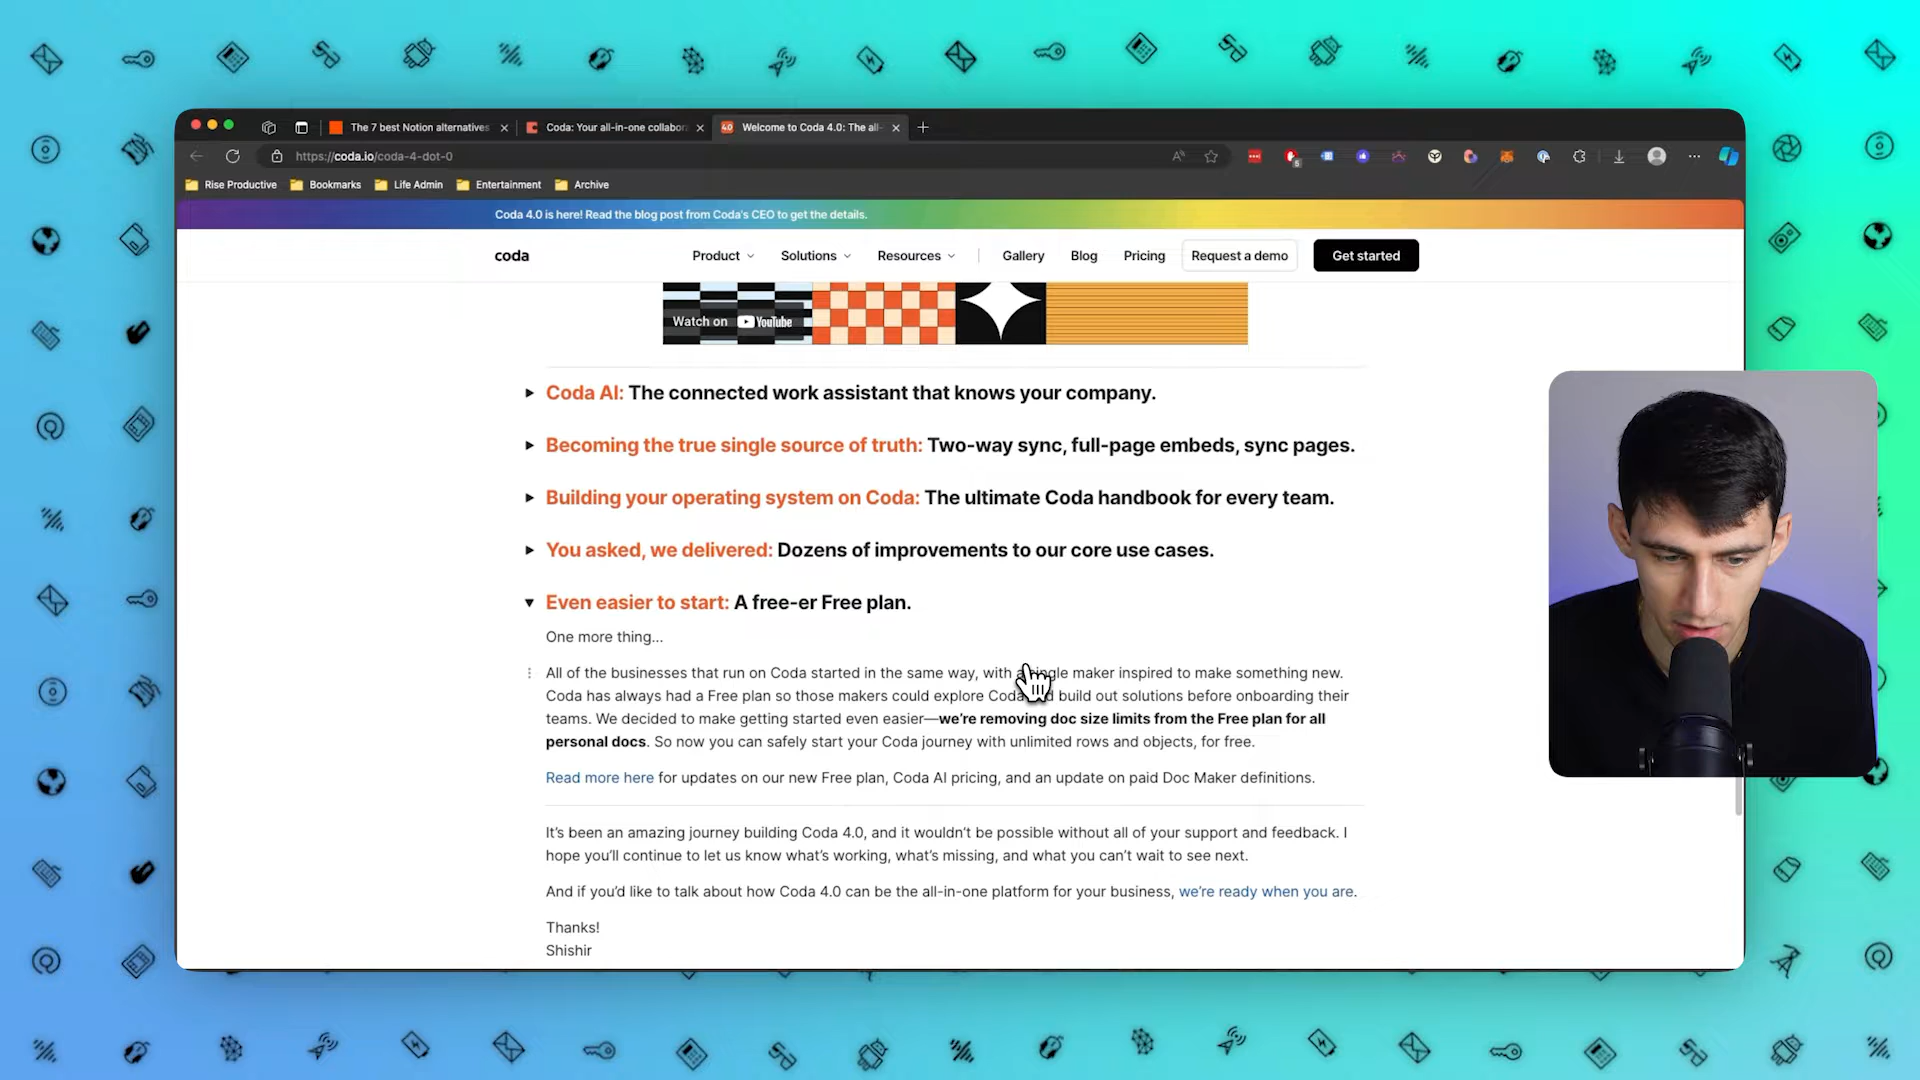 The 7 best Notion alternatives
Coda: Your all-in-one collabor
Welcome to Coda 4.0: The all-
https://coda.io/coda-4-dot-0
Rise Productive
Bookmarks
Life Admin
Entertainment
Archive
Coda 4.0 is here! Read the blog post from Coda's CEO to get the details.
coda
Product
Solutions
Resources
Gallery
Blog
Pricing
Request a demo
Get started
Watch on YouTube
Coda AI: The connected work assistant that knows your company.
Becoming the true single source of truth: Two-way sync, full-page embeds, sync pages.
Building your operating system on Coda: The ultimate Coda handbook for every team.
You asked, we delivered: Dozens of improvements to our core use cases.
Even easier to start: A free-er Free plan.
One more thing...
All of the businesses that run on Coda started in the same way, with a single maker inspired to make something new.
Coda has always had a Free plan so those makers could explore Coda and build out solutions before onboarding their
teams. We decided to make getting started even easier—we’re removing doc size limits from the Free plan for all
personal docs. So now you can safely start your Coda journey with unlimited rows and objects, for free.
Read more here for updates on our new Free plan, Coda AI pricing, and an update on paid Doc Maker definitions.
It’s been an amazing journey building Coda 4.0, and it wouldn’t be possible without all of your support and feedback. I
hope you’ll continue to let us know what’s working, what’s missing, and what you can’t wait to see next.
And if you’d like to talk about how Coda 4.0 can be the all-in-one platform for your business, we’re ready when you are.
Thanks!
Shishir